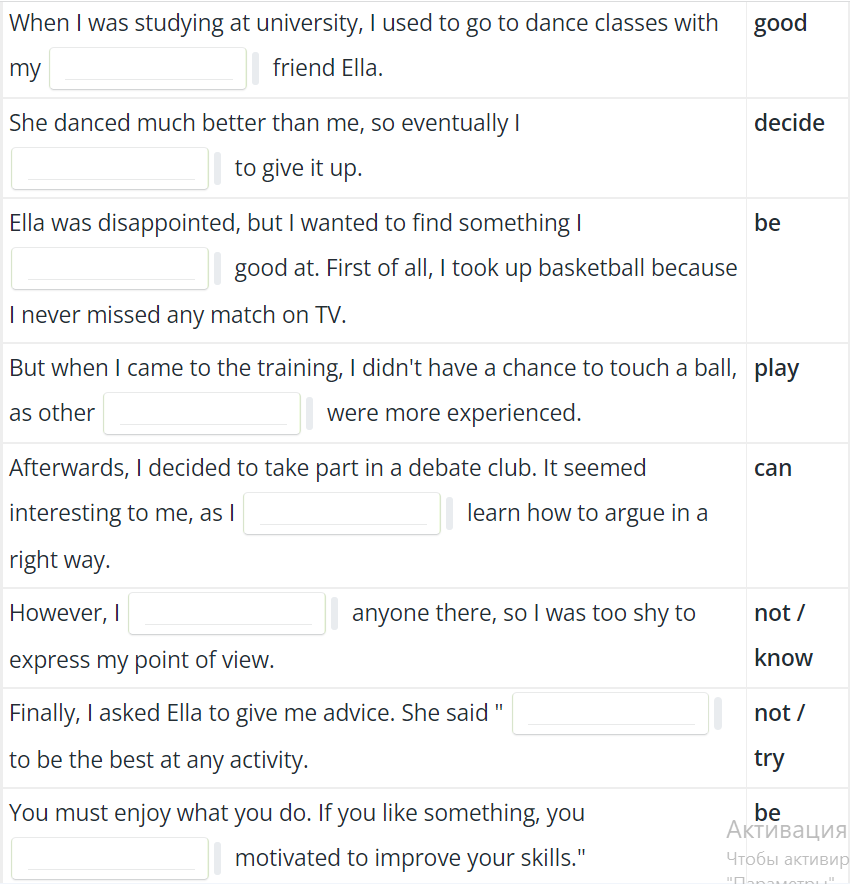 When I was studying at university, I used to go to dance classes with good
my friend Ella.
She danced much better than me, so eventually I decide
to give it up.
Ella was disappointed, but I wanted to find something I be
good at. First of all, I took up basketball because
I never missed any match on TV.
But when I came to the training, I didn't have a chance to touch a ball, play
as other were more experienced.
Afterwards, I decided to take part in a debate club. It seemed can
interesting to me, as I learn how to argue in a
right way.
However, I anyone there, so I was too shy to not /
express my point of view. know
Finally, I asked Ella to give me advice. She said " not /
to be the best at any activity. try
You must enjoy what you do. If you like something, you be
Активация
motivated to improve your skills."
Чтобы активир
"Параметры"